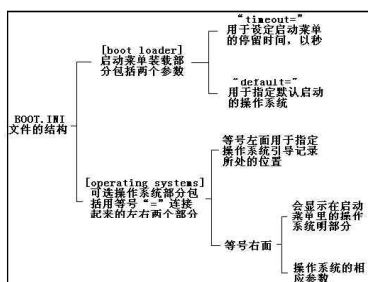 BOOT.INI
文件的结构
[boot loader]
启动菜单装载部
分包括两个参数
“timeout=”
用于设定启动菜单
的停留时间，以秒
“default=”
用于指定默认启动
的操作系统
[operating systems]
可选操作系统部分包
括用等号“=”连接
起来的左右两个部分
等号左面用于指定
操作系统引导记录
所处的位置
等号右面
会显示在启动
菜单里的操作
系统明部分
操作系统的相
应参数